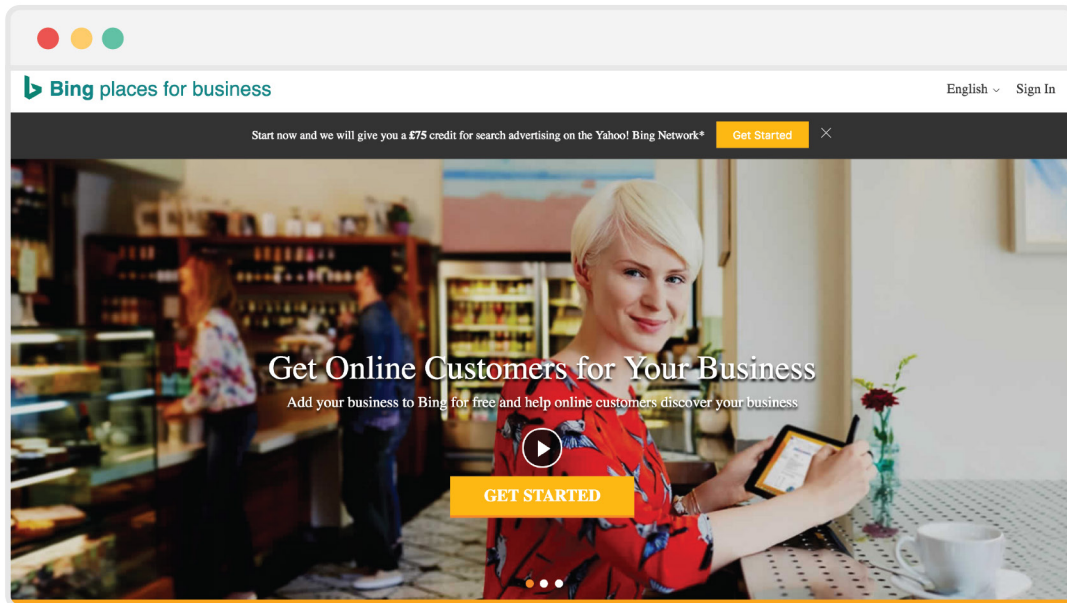 Bing places for business
English
Sign In
Start now and we will give you a £75 credit for search advertising on the Yahoo! Bing Network*
Get Started
Get Online Customers for Your Business
Add your business to Bing for free and help online customers discover your business
GET STARTED